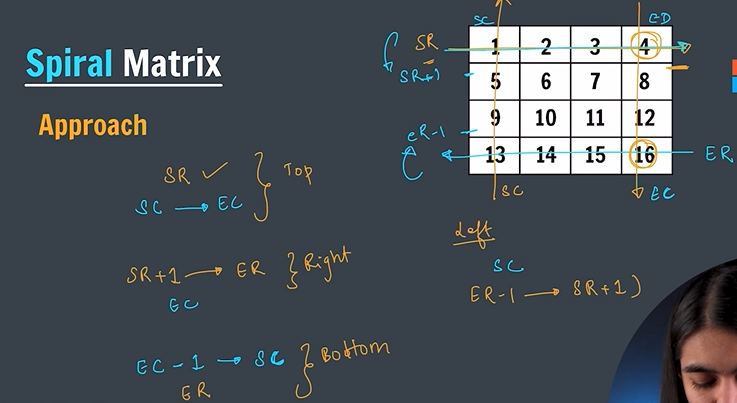 Spiral Matrix
Approach
SR ✓ } Top
SC → EC
SR+1 → ER } Right
EC
EC - 1 → SC } Bottom
ER
SC
SR
SR+1
1 2 3 4
5 6 7 8
9 10 11 12
13 14 15 16
eR-1
ER
SC
EC
Left
SC
ER-1 → SR+1)